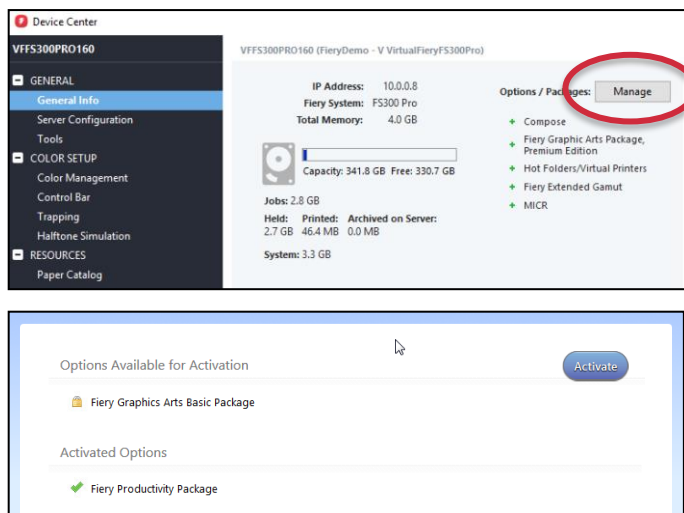 Device Center
VFFS300PRO160
VFFS300PRO160 (FieryDemo - V VirtualFieryFS300Pro)
GENERAL
General Info
Server Configuration
Tools
COLOR SETUP
Color Management
Control Bar
Trapping
Halftone Simulation
RESOURCES
Paper Catalog
IP Address: 10.0.0.8
Fiery System: FS300 Pro
Total Memory: 4.0 GB
Capacity: 341.8 GB Free: 330.7 GB
Jobs: 2.8 GB
Held: Printed: Archived on Server:
2.7 GB 46.4 MB 0.0 MB
System: 3.3 GB
Options / Packages: Manage
Compose
Fiery Graphic Arts Package,
Premium Edition
Hot Folders/Virtual Printers
Fiery Extended Gamut
MICR
Options Available for Activation
Activate
Fiery Graphics Arts Basic Package
Activated Options
Fiery Productivity Package